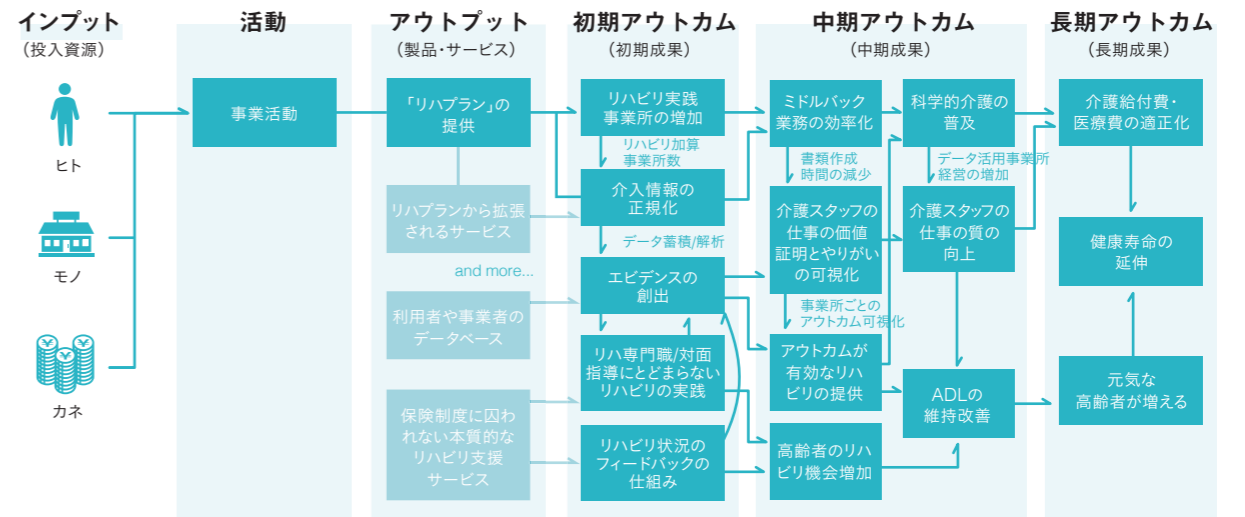 インプット
(投入資源)
ヒト
モノ
カネ
活動
事業活動
アウトプット
(製品・サービス)
「リハプラン」の
提供
リハプランから拡張
されるサービス
and more...
利用者や事業者の
データベース
保険制度に囚わ
れない本質的な
リハビリ支援
サービス
初期アウトカム
(初期成果)
リハビリ実践
事業所の増加
リハビリ加算
事業所数
介入情報の
正規化
データ蓄積/解析
エビデンスの
創出
リハ専門職/対面
指導にとどまらない
リハビリの実践
リハビリ状況の
フィードバックの
仕組み
中期アウトカム
(中期成果)
ミドルバック
業務の効率化
書類作成
時間の減少
介護スタッフの
仕事の価値
証明とやりがい
の可視化
事業所ごとの
アウトカム可視化
アウトカムが
有効なリハ
ビリの提供
高齢者のリハ
ビリ機会増加
科学的介護の
普及
データ活用事業所
経営の増加
介護スタッフの
仕事の質の
向上
ADLの
維持改善
長期アウトカム
(長期成果)
介護給付費・
医療費の適正化
健康寿命の
延伸
元気な
高齢者が増える